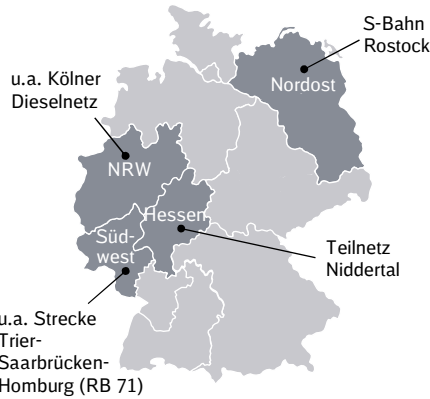 S-Bahn
Rostock
Nordost
u.a. Kölner
Dieselnetz
NRW
Hessen
Süd-
west
Teilnetz
Niddertal
u.a. Strecke
Trier-
Saarbrücken-
Homburg (RB 71)